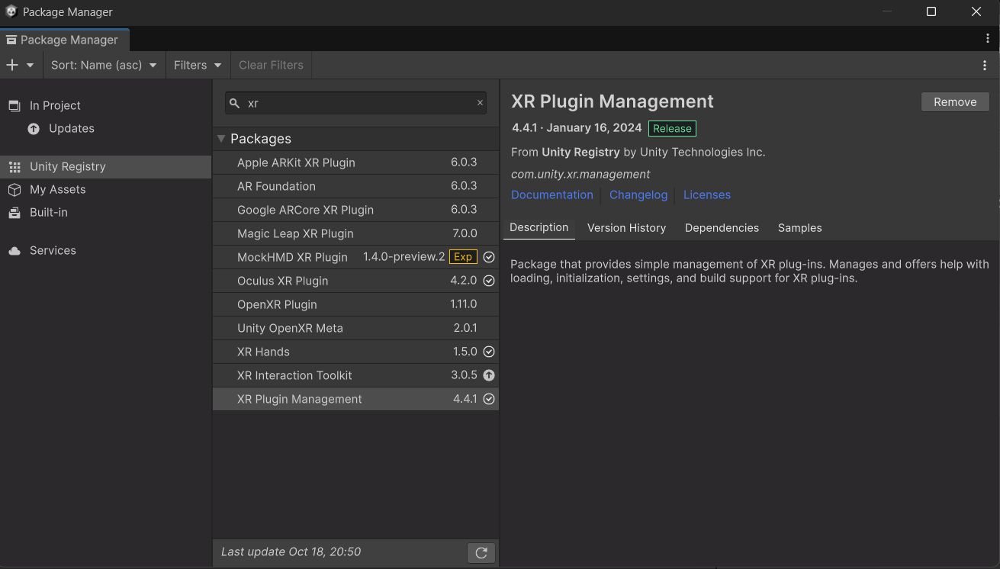 Package Manager
Package Manager
Sort: Name (asc)
Filters
Clear Filters
In Project
Updates
Unity Registry
My Assets
Built-in
Services
xr
Packages
Apple ARKit XR Plugin 6.0.3
AR Foundation 6.0.3
Google ARCore XR Plugin 6.0.3
Magic Leap XR Plugin 7.0.0
MockHMD XR Plugin 1.4.0-preview.2 Exp
Oculus XR Plugin 4.2.0
OpenXR Plugin 1.11.0
Unity OpenXR Meta 2.0.1
XR Hands 1.5.0
XR Interaction Toolkit 3.0.5
XR Plugin Management 4.4.1
Last update Oct 18, 20:50
XR Plugin Management
Remove
4.4.1 · January 16, 2024 Release
From Unity Registry by Unity Technologies Inc.
com.unity.xr.management
Documentation Changelog Licenses
Description Version History Dependencies Samples
Package that provides simple management of XR plug-ins. Manages and offers help with
loading, initialization, settings, and build support for XR plug-ins.